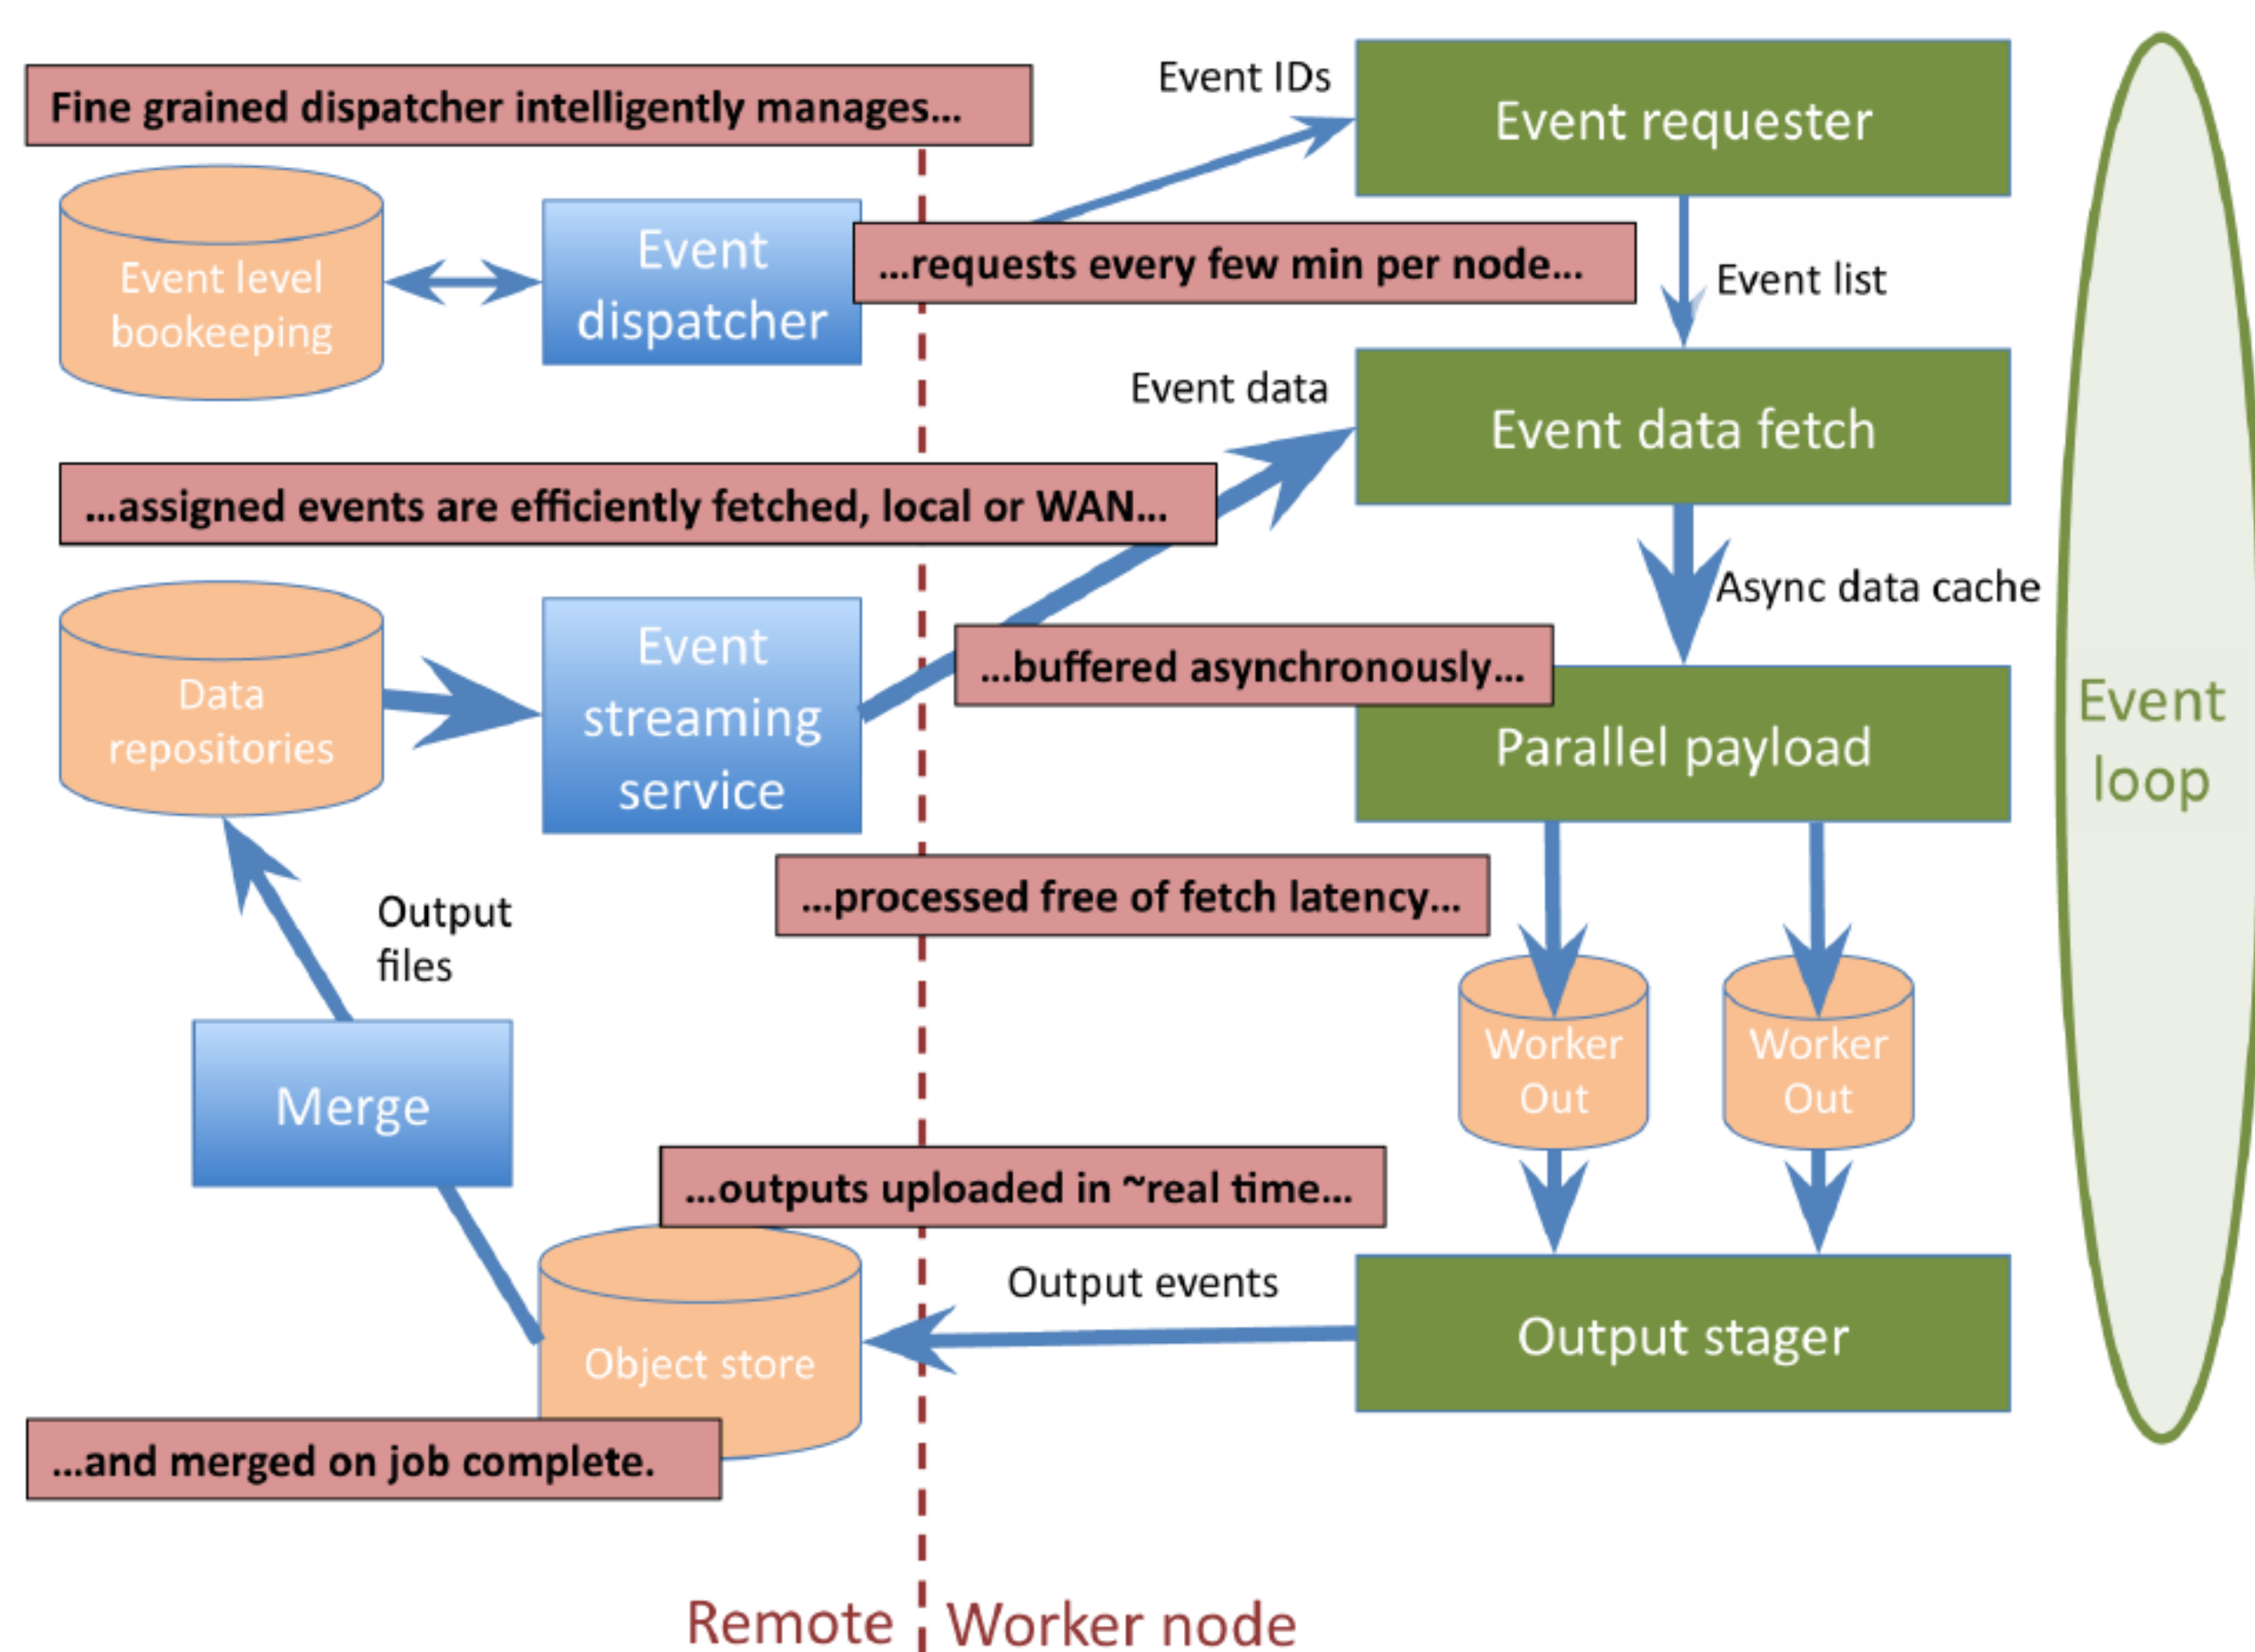 Fine grained dispatcher intelligently manages...
Event IDs
Event requester
Event level
bookeeping
Event
dispatcher
...requests every few min per node...
Event list
Event data
Event data fetch
...assigned events are efficiently fetched, local or WAN...
Async data cache
Data
repositories
Event
streaming
service
...buffered asynchronously...
Parallel payload
Event
loop
...processed free of fetch latency...
Output
files
Worker
Out
Worker
Out
Merge
...outputs uploaded in ~real time...
Output events
Object store
Output stager
...and merged on job complete.
Remote
Worker node